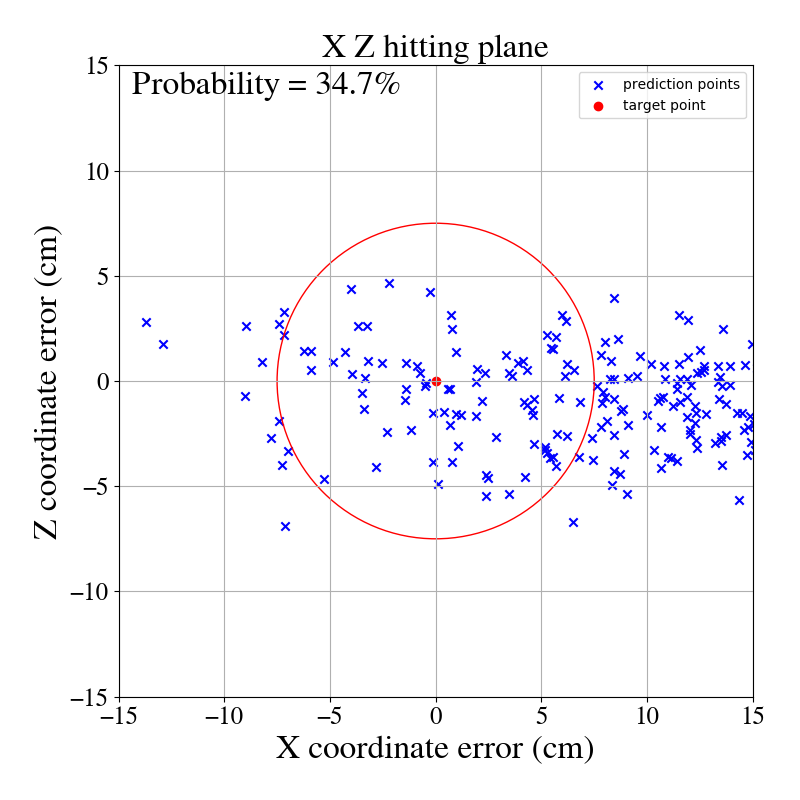 X Z hitting plane
Probability = 34.7%
prediction points
target point
15
10
5
0
−5
−10
−15
Z coordinate error (cm)
−15 −10 −5 0 5 10 15
X coordinate error (cm)